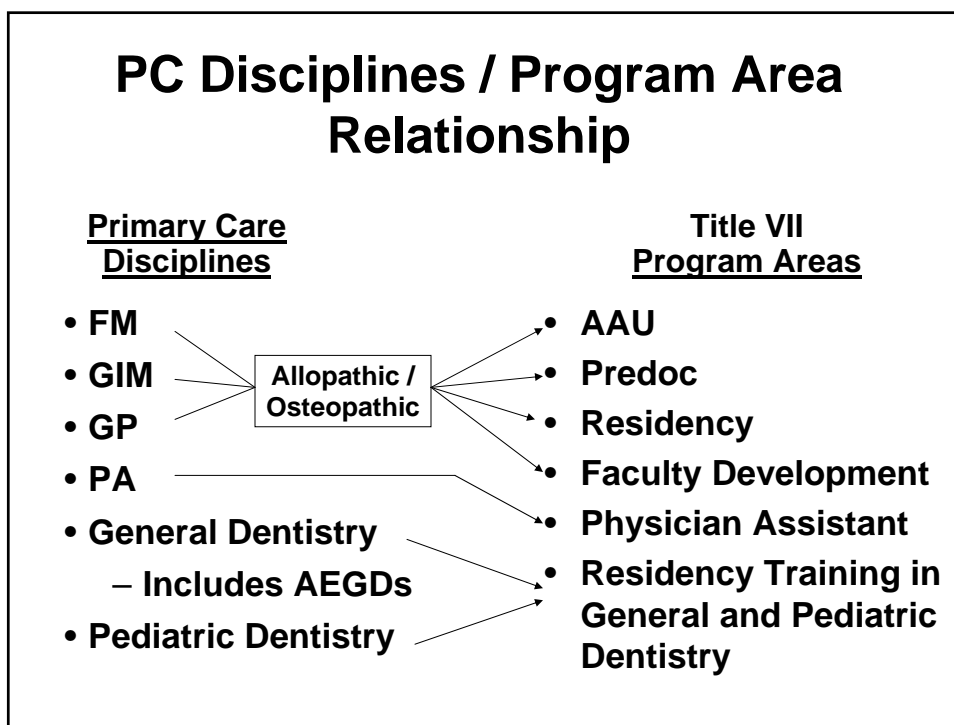 PC Disciplines / Program Area
Relationship
Primary Care
Disciplines
• FM
• GIM
• GP
• PA
• General Dentistry
– Includes AEGDs
• Pediatric Dentistry
Allopathic /
Osteopathic
Title VII
Program Areas
• AAU
• Predoc
• Residency
• Faculty Development
• Physician Assistant
• Residency Training in
General and Pediatric
Dentistry